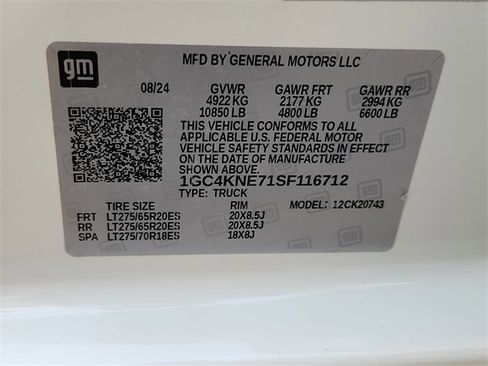 gm
MFD BY GENERAL MOTORS LLC
08/24 GVWR GAWR FRT GAWR RR
4922 KG 2177 KG 2994 KG
10850 LB 4800 LB 6600 LB
THIS VEHICLE CONFORMS TO ALL
APPLICABLE U.S. FEDERAL MOTOR
VEHICLE SAFETY STANDARDS IN EFFECT ON
THE DATE OF MANUFACTURE SHOWN ABOVE.
1GC4KNE71SF116712
TYPE: TRUCK MODEL: 12CK20743
TIRE SIZE RIM
FRT LT275/65R20ES 20X8.5J
RR LT275/65R20ES 20X8.5J
SPA LT275/70R18ES 18X8J